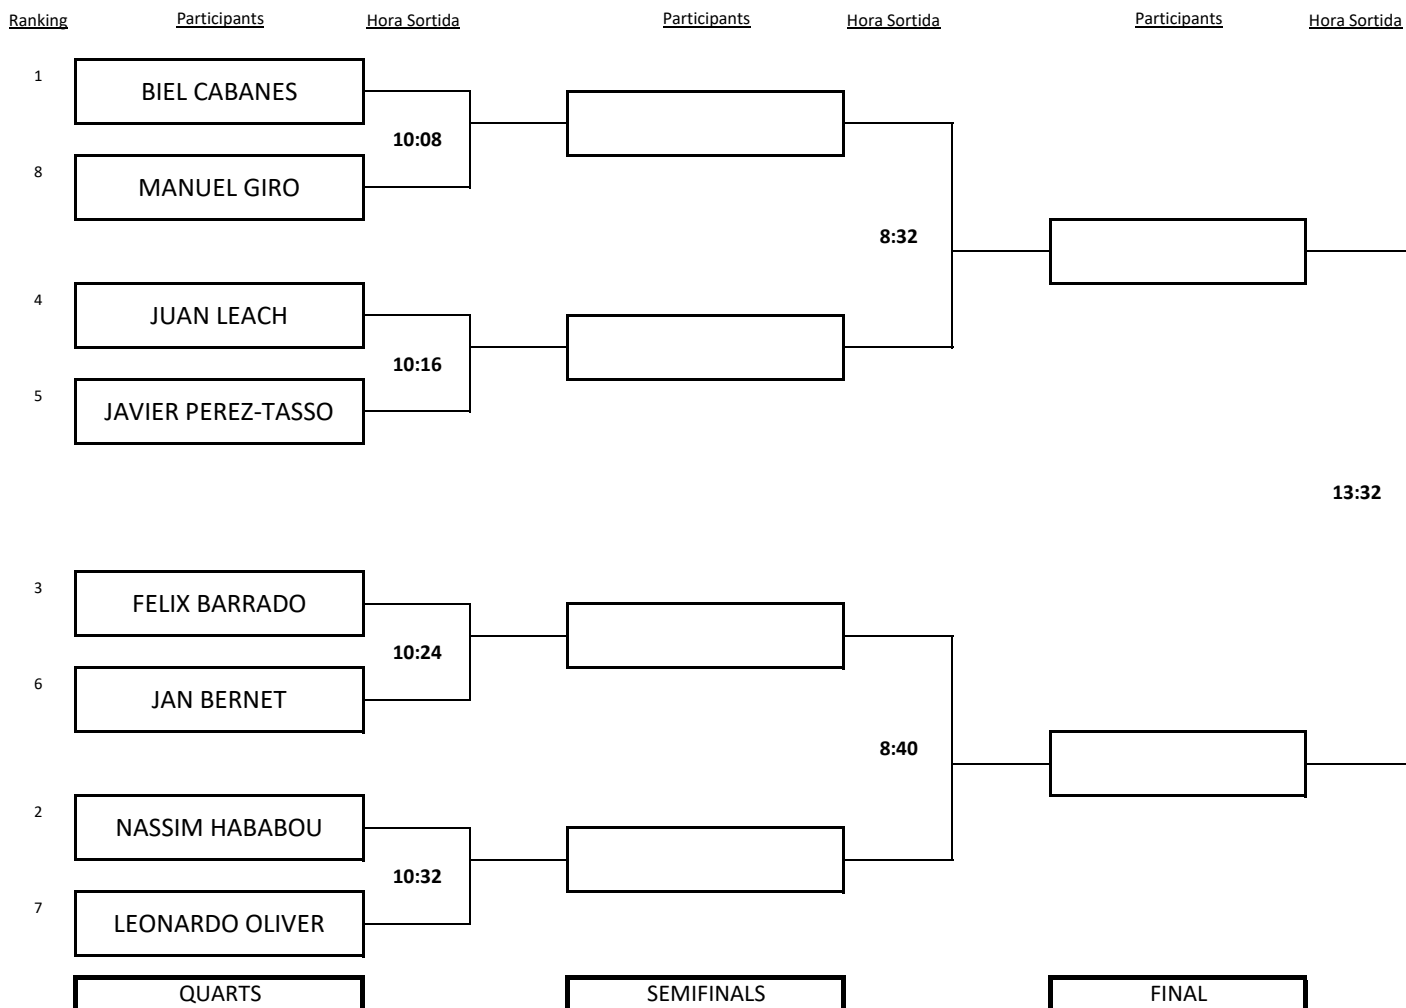 Ranking Participants Hora Sortida Participants Hora Sortida Participants Hora Sortida
1
BIEL CABANES
10:08
8
MANUEL GIRO
8:32
4
JUAN LEACH
10:16
5
JAVIER PEREZ-TASSO
13:32
3
FELIX BARRADO
10:24
6
JAN BERNET
8:40
2
NASSIM HABABOU
10:32
7
LEONARDO OLIVER
QUARTS SEMIFINALS FINAL